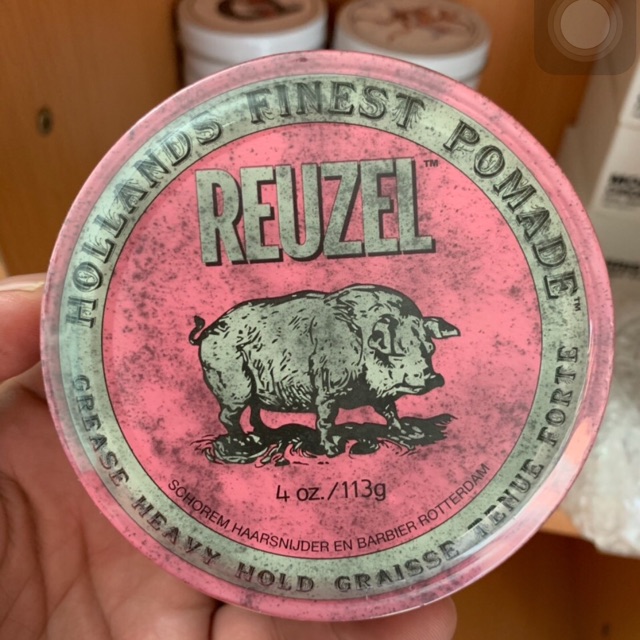 HOLLANDS FINEST POMADE™
REUZEL™
4 oz./113g
SCHOREM HAARSNIJDER EN BARBIER ROTTERDAM
GREASE HEAVY HOLD GRAISSE TENUE FORTE